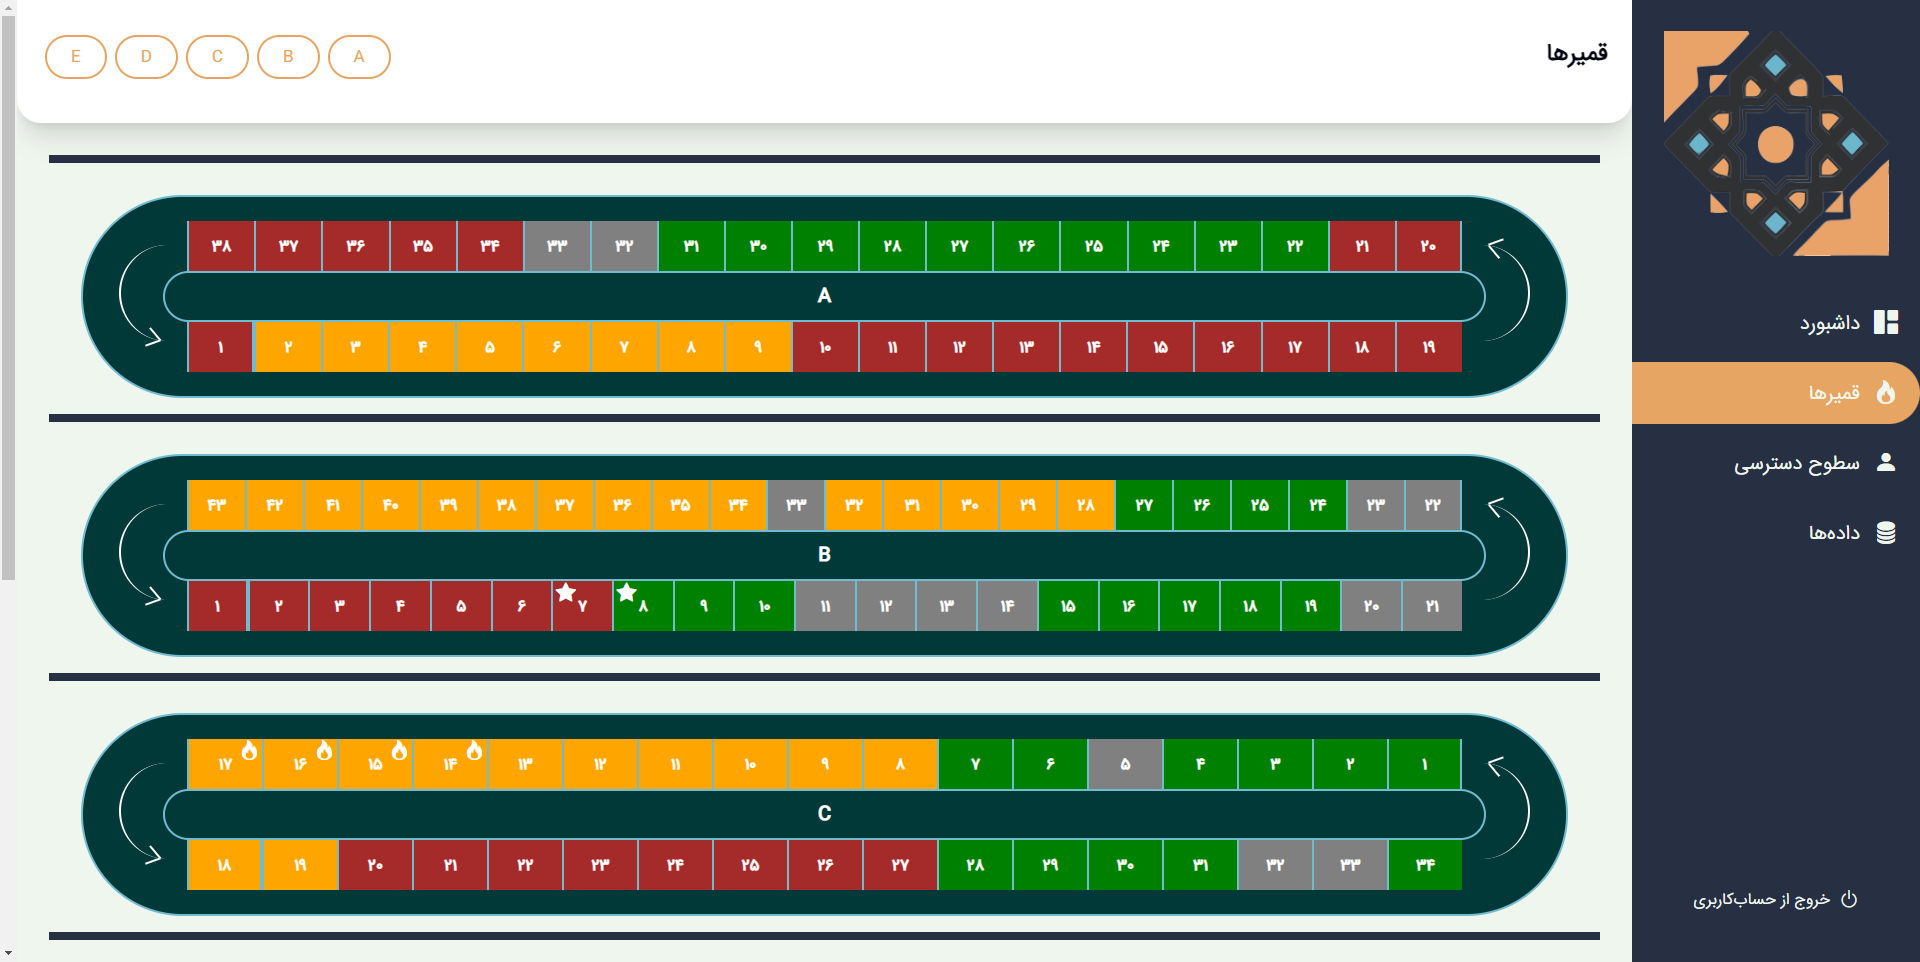 قمیرها
E D C B A
داشبورد
قمیرها
سطوح دسترسی
داده‌ها
خروج از حساب‌کاربری
۳۸ ۳۷ ۳۶ ۳۵ ۳۴ ۳۳ ۳۲ ۳۱ ۳۰ ۲۹ ۲۸ ۲۷ ۲۶ ۲۵ ۲۴ ۲۳ ۲۲ ۲۱ ۲۰
A
۱ ۲ ۳ ۴ ۵ ۶ ۷ ۸ ۹ ۱۰ ۱۱ ۱۲ ۱۳ ۱۴ ۱۵ ۱۶ ۱۷ ۱۸ ۱۹
۴۳ ۴۲ ۴۱ ۴۰ ۳۹ ۳۸ ۳۷ ۳۶ ۳۵ ۳۴ ۳۳ ۳۲ ۳۱ ۳۰ ۲۹ ۲۸ ۲۷ ۲۶ ۲۵ ۲۴ ۲۳ ۲۲
B
۱ ۲ ۳ ۴ ۵ ۶ ۷ ۸ ۹ ۱۰ ۱۱ ۱۲ ۱۳ ۱۴ ۱۵ ۱۶ ۱۷ ۱۸ ۱۹ ۲۰ ۲۱
۱۷ ۱۶ ۱۵ ۱۴ ۱۳ ۱۲ ۱۱ ۱۰ ۹ ۸ ۷ ۶ ۵ ۴ ۳ ۲ ۱
C
۱۸ ۱۹ ۲۰ ۲۱ ۲۲ ۲۳ ۲۴ ۲۵ ۲۶ ۲۷ ۲۸ ۲۹ ۳۰ ۳۱ ۳۲ ۳۳ ۳۴